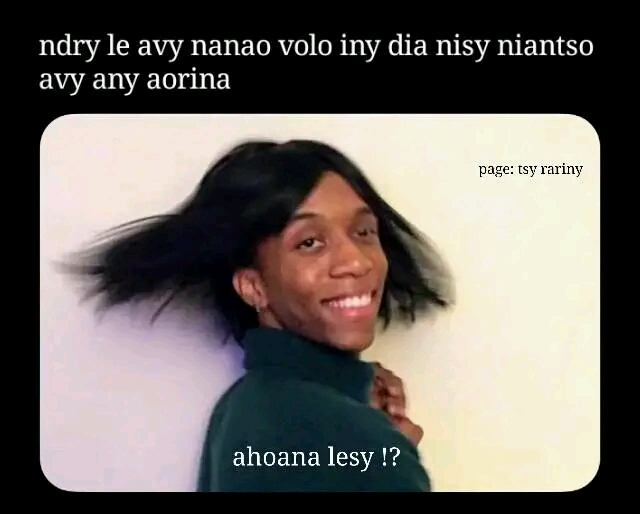 ndry le avy nanao volo iny dia nisy niantso
avy any aorina
page: tsy rariny
ahoana lesy !?